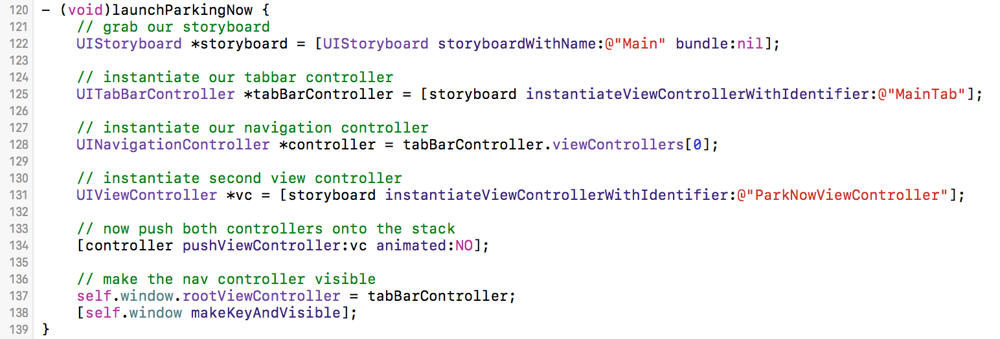 120 - (void)launchParkingNow {
121 // grab our storyboard
122 UIStoryboard *storyboard = [UIStoryboard storyboardWithName:@"Main" bundle:nil];
123
124 // instantiate our tabbar controller
125 UITabBarController *tabBarController = [storyboard instantiateViewControllerWithIdentifier:@"MainTab"];
126
127 // instantiate our navigation controller
128 UINavigationController *controller = tabBarController.viewControllers[0];
129
130 // instantiate second view controller
131 UIViewController *vc = [storyboard instantiateViewControllerWithIdentifier:@"ParkNowViewController"];
132
133 // now push both controllers onto the stack
134 [controller pushViewController:vc animated:NO];
135
136 // make the nav controller visible
137 self.window.rootViewController = tabBarController;
138 [self.window makeKeyAndVisible];
139 }